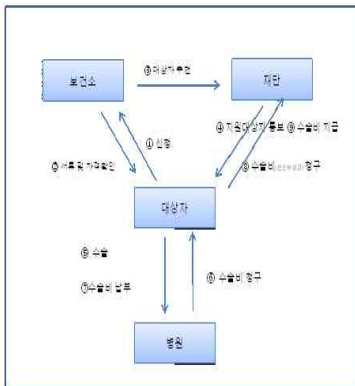 ③ 대상자 추천
보건소
재단
④ 지원대상자 통보 ⑨ 수술비 지급
① 신청
② 서류 및 자격확인
⑧ 수술비 청구
대상자
⑤ 수술
⑥ 수술비 청구
⑦ 수술비 납부
병원